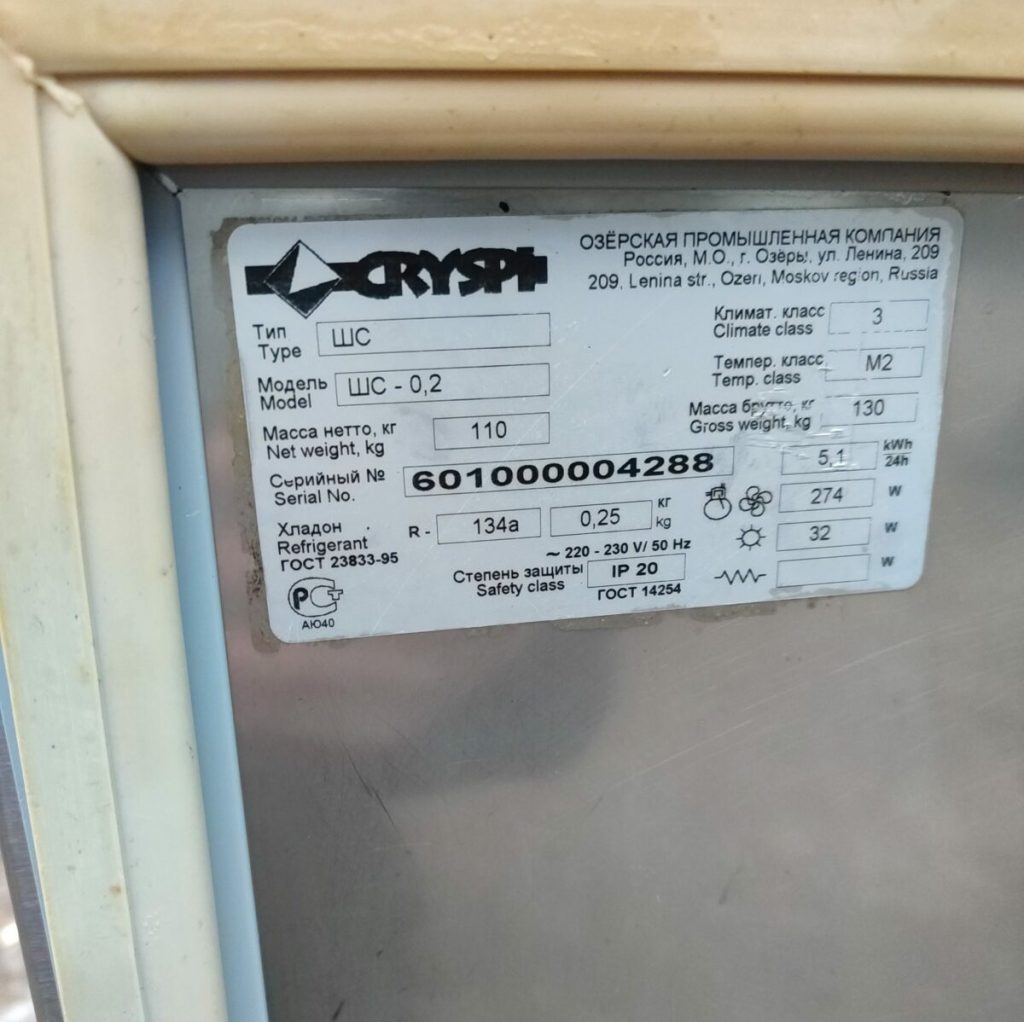 CRYSPI
ОЗЁРСКАЯ ПРОМЫШЛЕННАЯ КОМПАНИЯ
Россия, М.О., г. Озёры, ул. Ленина, 209
209, Lenina str., Ozeri, Moskov region, Russia
Тип
Type
ШС
Климат. класс
Climate class
3
Модель
Model
ШС - 0,2
Темпер. класс
Temp. class
M2
Масса нетто, кг
Net weight, kg
110
Масса брутто, кг
Gross weight, kg
130
Серийный №
Serial No.
601000004288
5,1 kWh
24h
Хладон
Refrigerant
ГОСТ 23833-95
R - 134a
0,25 кг
kg
274 W
32 W
W
~ 220 - 230 V/ 50 Hz
Степень защиты
Safety class
IP 20
ГОСТ 14254
РСТ
АЮ40